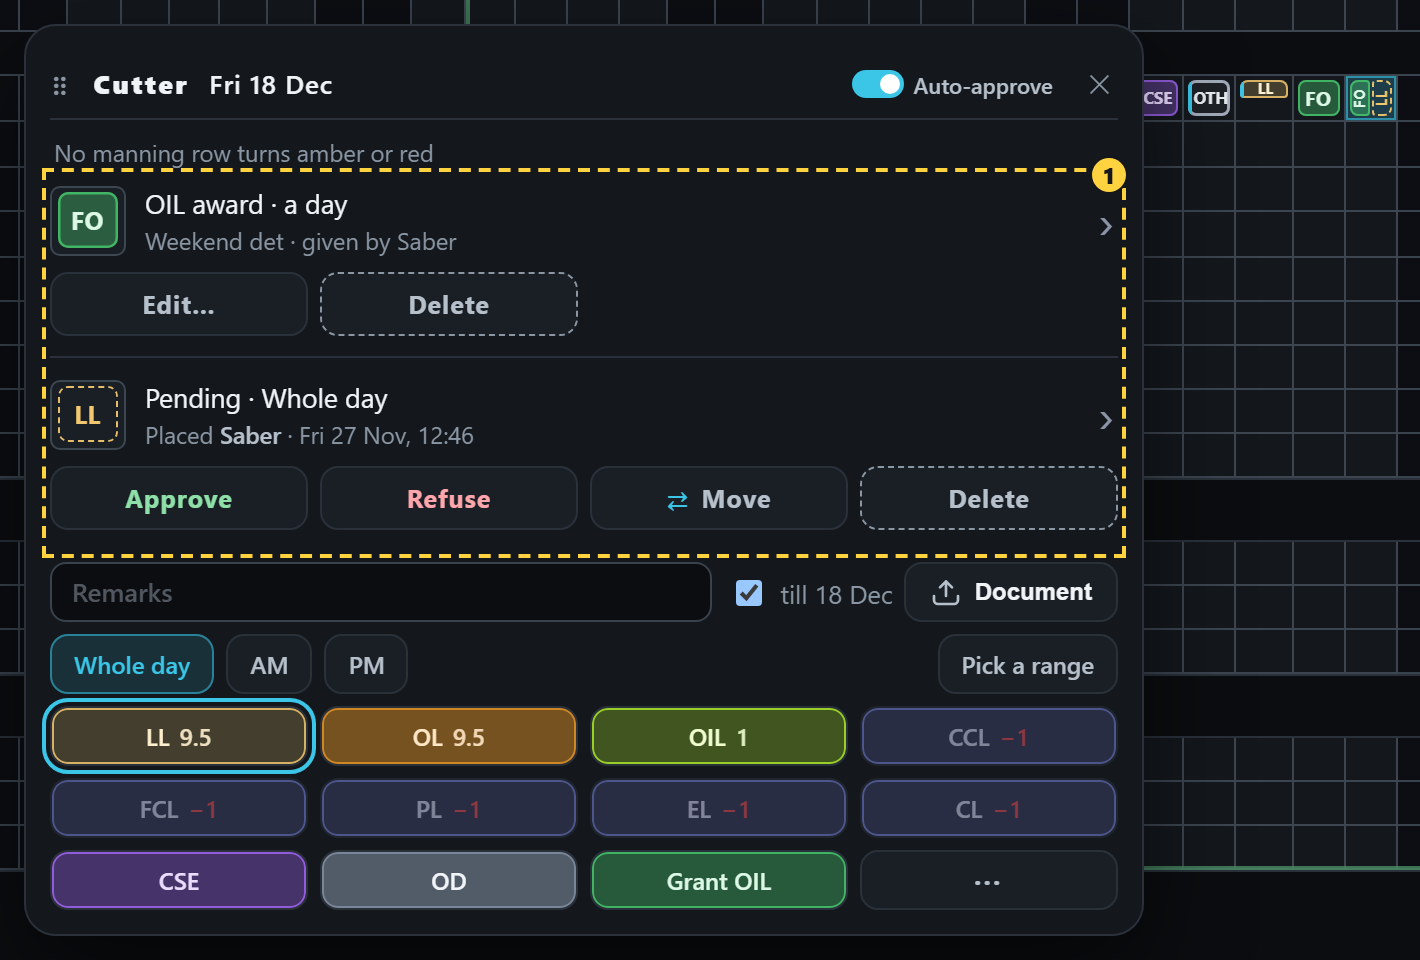 Cutter Fri 18 Dec Auto-approve
CSE OTH LL FO FO LL
No manning row turns amber or red
1
FO OIL award · a day
Weekend det · given by Saber
Edit... Delete
LL Pending · Whole day
Placed Saber · Fri 27 Nov, 12:46
Approve Refuse Move Delete
Remarks till 18 Dec Document
Whole day AM PM Pick a range
LL 9.5 OL 9.5 OIL 1 CCL −1
FCL −1 PL −1 EL −1 CL −1
CSE OD Grant OIL ...